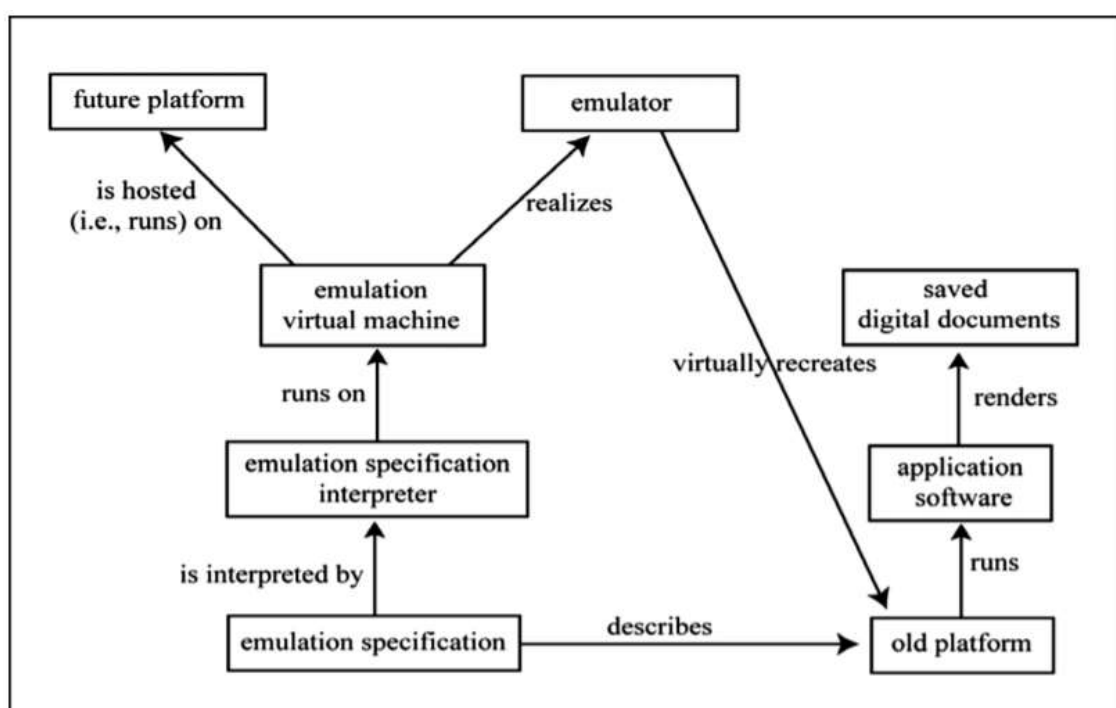 future platform
emulator
is hosted
(i.e., runs) on
realizes
emulation
virtual machine
saved
digital documents
virtually recreates
runs on
renders
emulation specification
interpreter
application
software
is interpreted by
runs
emulation specification
describes
old platform